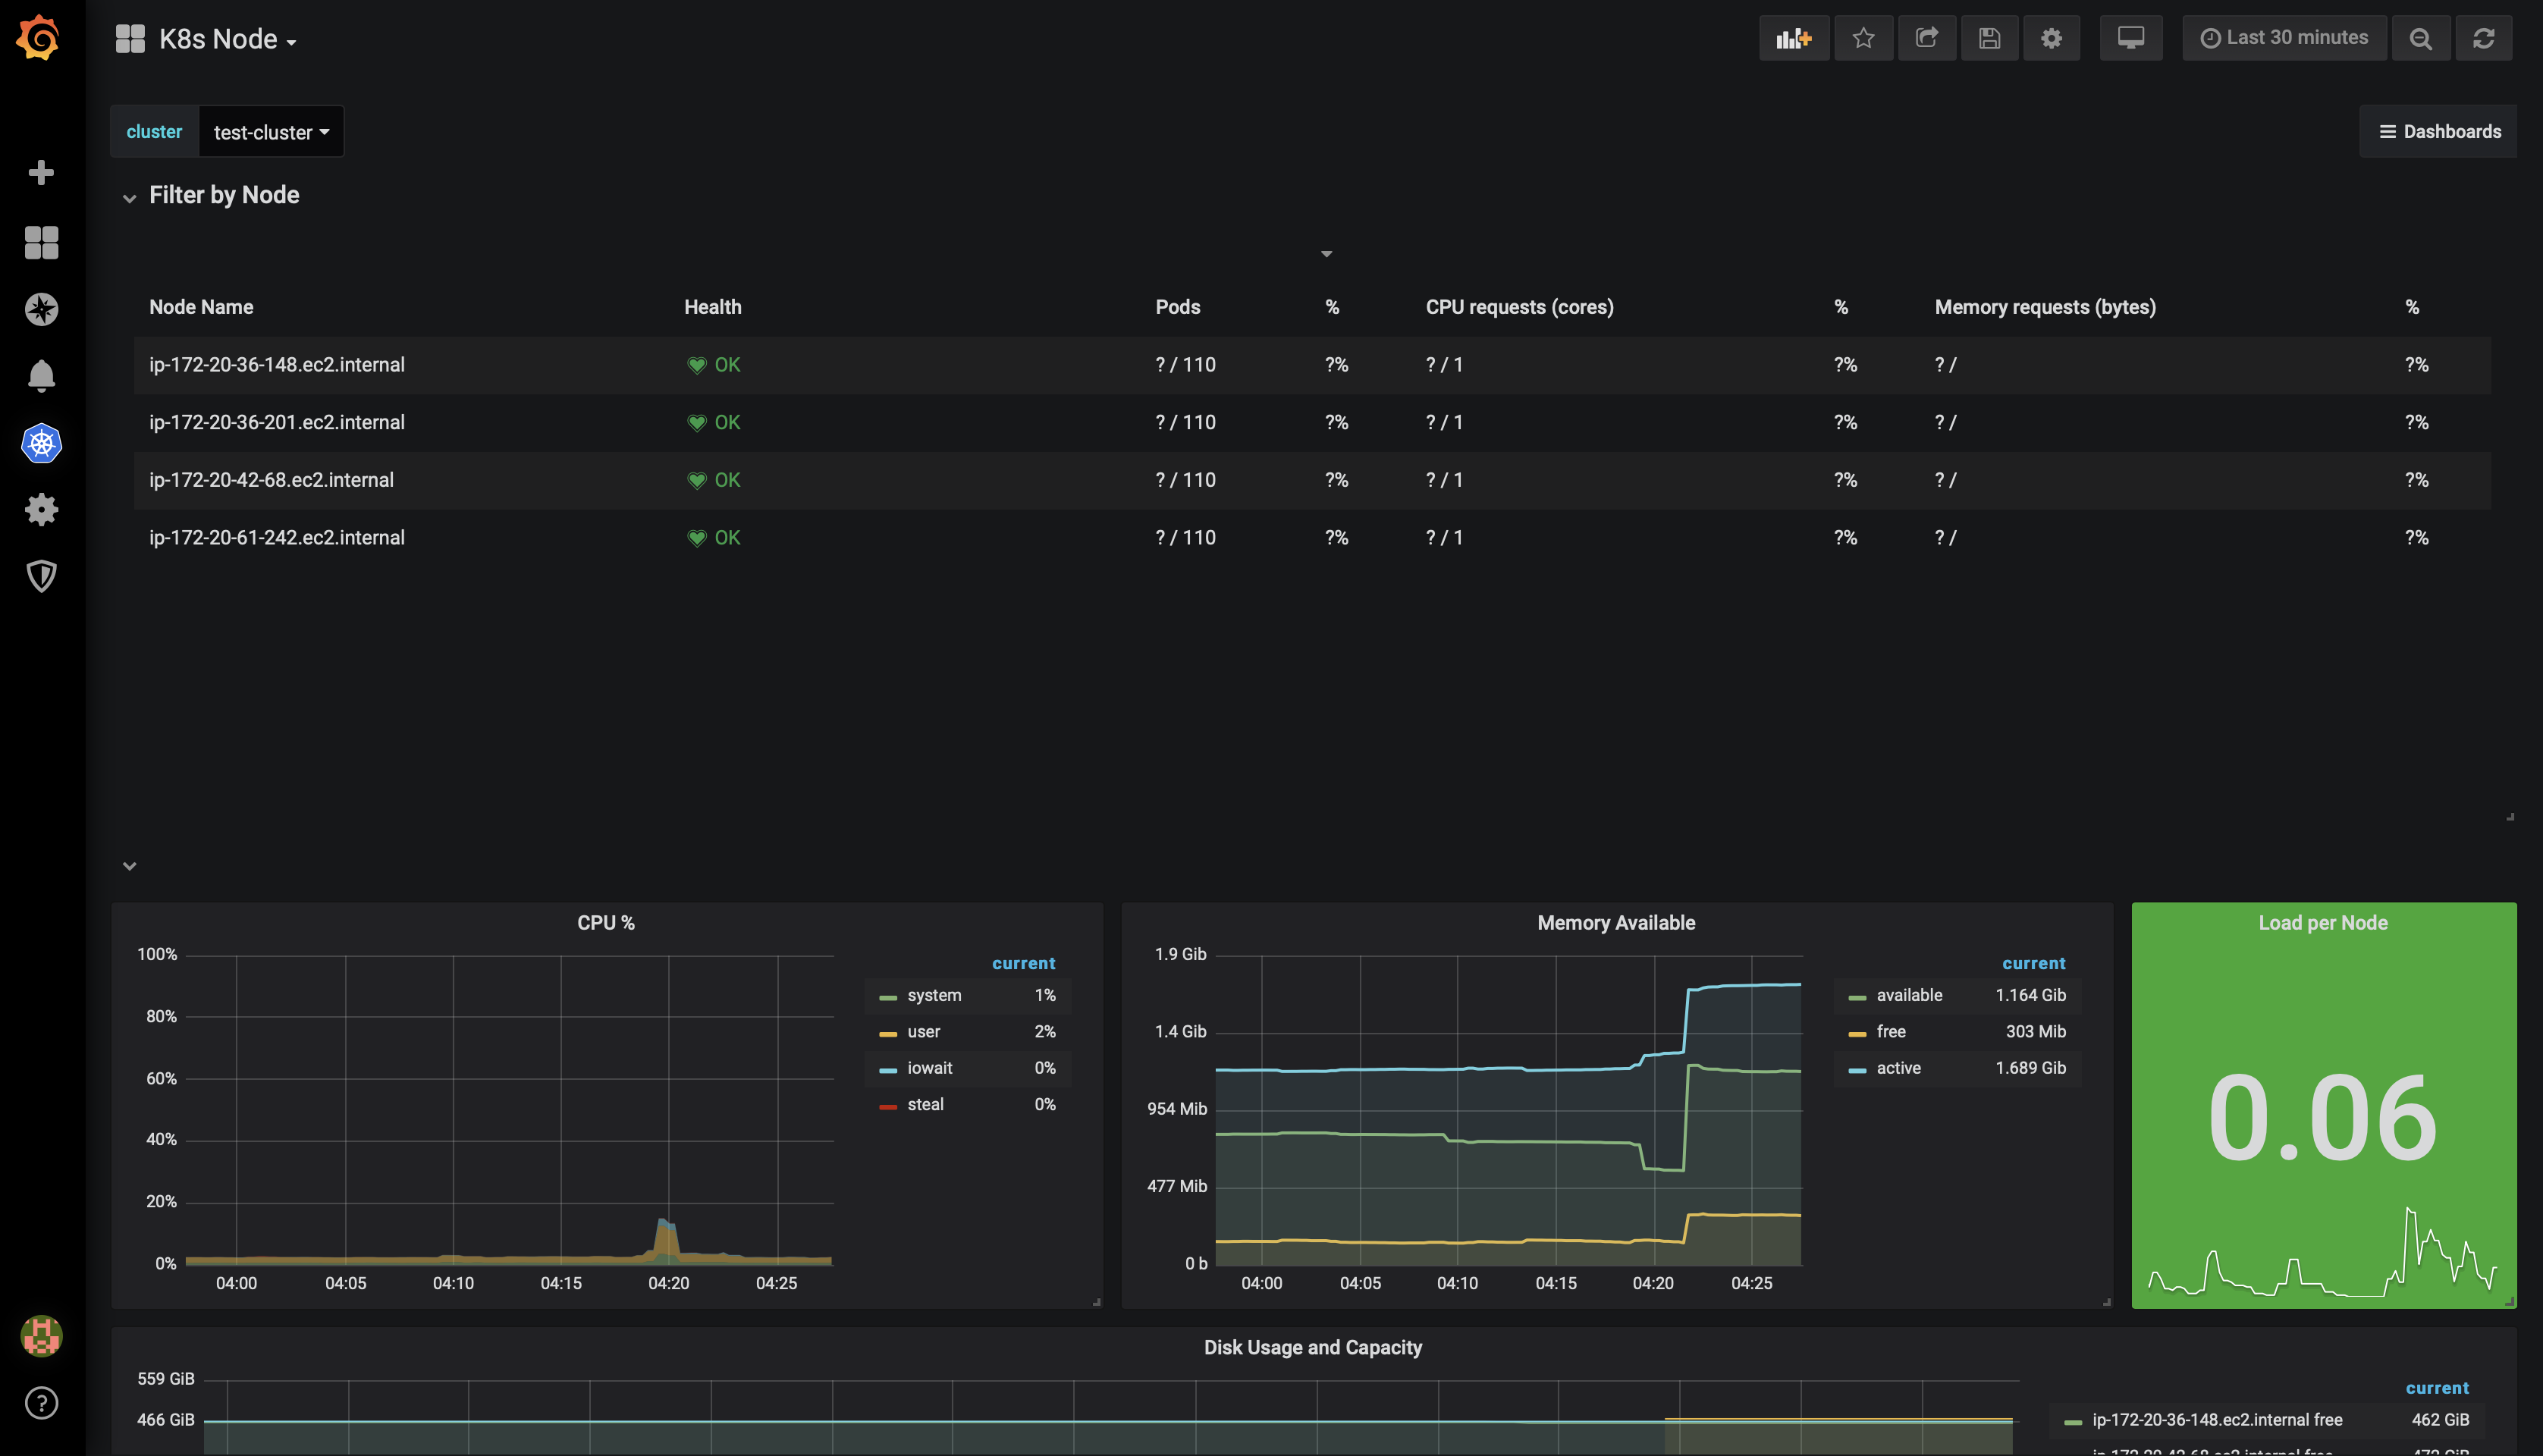 K8s Node
Last 30 minutes
cluster test-cluster
Dashboards
Filter by Node
Node Name Health Pods % CPU requests (cores) % Memory requests (bytes) %
ip-172-20-36-148.ec2.internal OK ? / 110 ?% ? / 1 ?% ? / ?%
ip-172-20-36-201.ec2.internal OK ? / 110 ?% ? / 1 ?% ? / ?%
ip-172-20-42-68.ec2.internal OK ? / 110 ?% ? / 1 ?% ? / ?%
ip-172-20-61-242.ec2.internal OK ? / 110 ?% ? / 1 ?% ? / ?%
CPU %
100%
80%
60%
40%
20%
0%
04:00 04:05 04:10 04:15 04:20 04:25
current
system 1%
user 2%
iowait 0%
steal 0%
Memory Available
1.9 Gib
1.4 Gib
954 Mib
477 Mib
0 b
04:00 04:05 04:10 04:15 04:20 04:25
current
available 1.164 Gib
free 303 Mib
active 1.689 Gib
Load per Node
0.06
Disk Usage and Capacity
559 GiB
466 GiB
current
ip-172-20-36-148.ec2.internal free 462 GiB